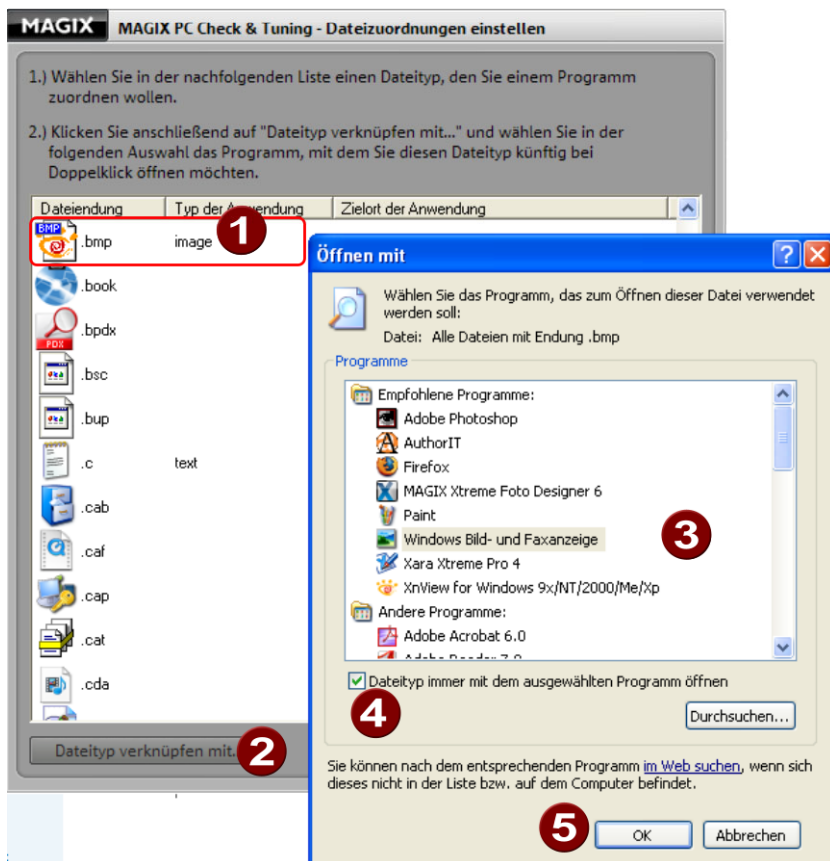 MAGIX MAGIX PC Check & Tuning - Dateizuordnungen einstellen
1.) Wählen Sie in der nachfolgenden Liste einen Dateityp, den Sie einem Programm
zuordnen wollen.
2.) Klicken Sie anschließend auf "Dateityp verknüpfen mit..." und wählen Sie in der
folgenden Auswahl das Programm, mit dem Sie diesen Dateityp künftig bei
Doppelklick öffnen möchten.
Dateiendung Typ der Anwendung Zielort der Anwendung
1
BMP .bmp image
.book
PDX .bpdx
.bsc
.bup
.c text
.cab
.caf
.cap
.cat
.cda
Dateityp verknüpfen mit.
2
Öffnen mit
Wählen Sie das Programm, das zum Öffnen dieser Datei verwendet
werden soll:
Datei: Alle Dateien mit Endung .bmp
Programme
Empfohlene Programme:
Adobe Photoshop
AuthorIT
Firefox
MAGIX Xtreme Foto Designer 6
Paint
Windows Bild- und Faxanzeige
3
Xara Xtreme Pro 4
XnView for Windows 9x/NT/2000/Me/Xp
Andere Programme:
Adobe Acrobat 6.0
Adobe Reader 7.0
Dateityp immer mit dem ausgewählten Programm öffnen
4
Durchsuchen...
Sie können nach dem entsprechenden Programm im Web suchen, wenn sich
dieses nicht in der Liste bzw. auf dem Computer befindet.
5
OK Abbrechen